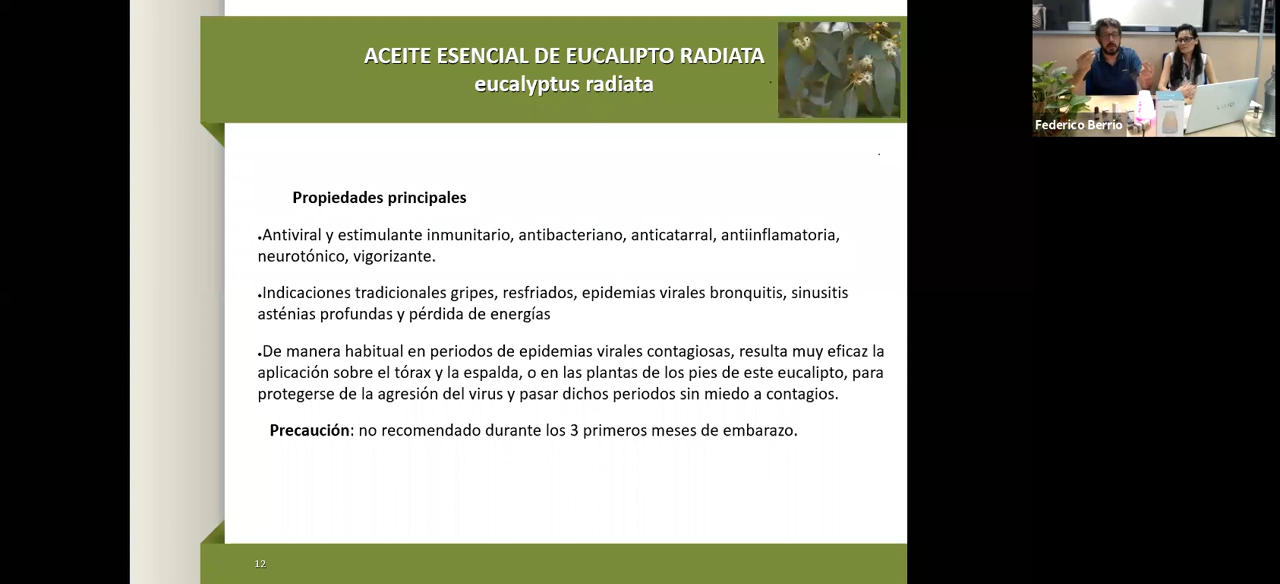 ACEITE ESENCIAL DE EUCALIPTO RADIATA
eucalyptus radiata
Federico Berrio
Propiedades principales
.Antiviral y estimulante inmunitario, antibacteriano, anticatarral, antiinflamatoria,
neurotónico, vigorizante.
.Indicaciones tradicionales gripes, resfriados, epidemias virales bronquitis, sinusitis
asténias profundas y pérdida de energías
.De manera habitual en periodos de epidemias virales contagiosas, resulta muy eficaz la
aplicación sobre el tórax y la espalda, o en las plantas de los pies de este eucalipto, para
protegerse de la agresión del virus y pasar dichos periodos sin miedo a contagios.
Precaución: no recomendado durante los 3 primeros meses de embarazo.
12